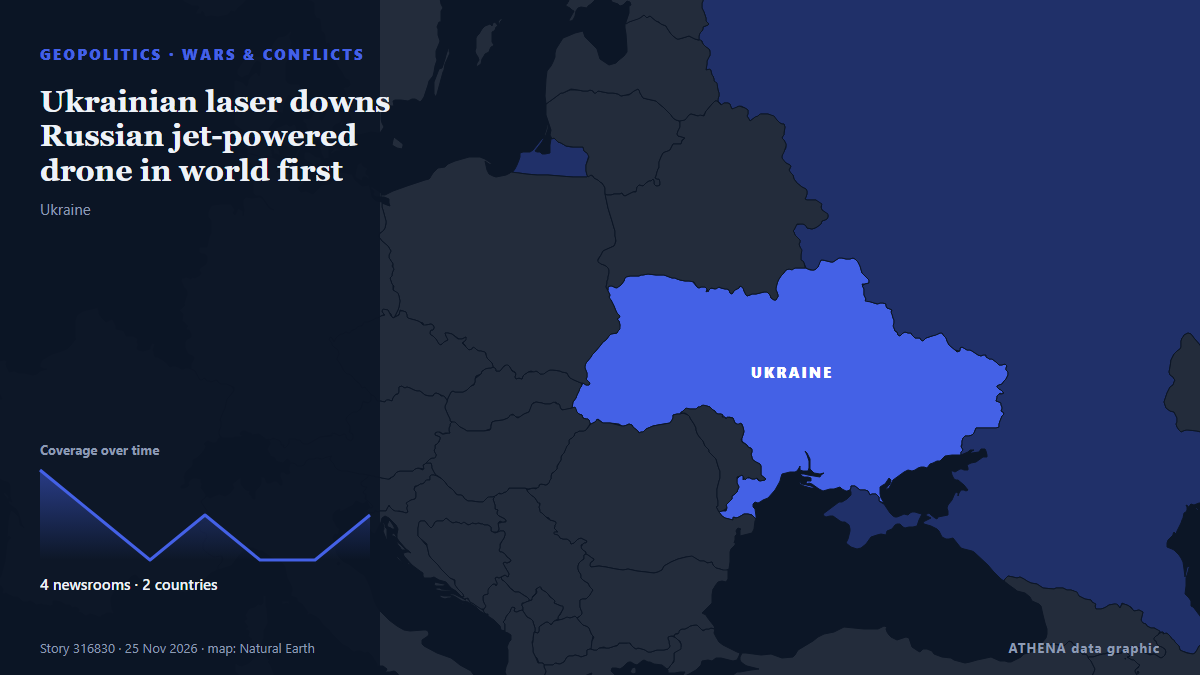 GEOPOLITICS · WARS & CONFLICTS
Ukrainian laser downs
Russian jet-powered
drone in world first
Ukraine
UKRAINE
Coverage over time
4 newsrooms · 2 countries
Story 316830 · 25 Nov 2026 · map: Natural Earth
ATHENA data graphic